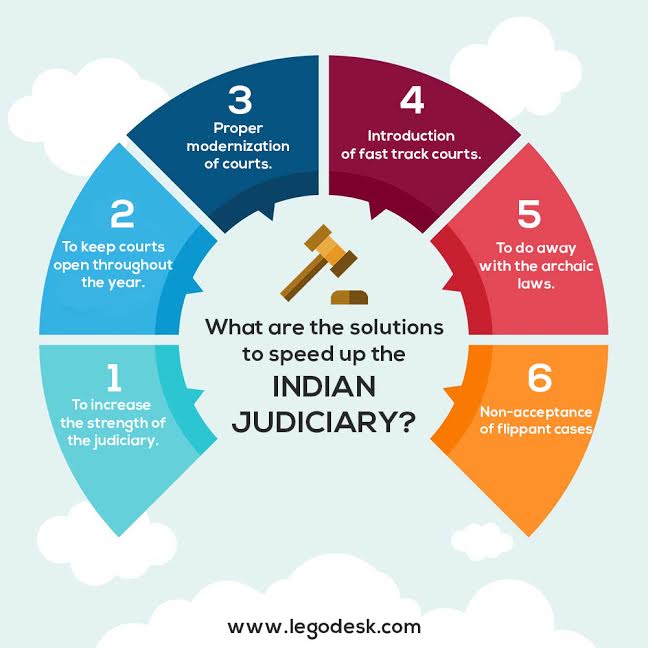 1
To increase
the strength of
the judiciary.
2
To keep courts
open throughout
the year.
3
Proper
modernization
of courts.
4
Introduction
of fast track courts.
5
To do away
with the archaic
laws.
6
Non-acceptance
of flippant cases
What are the solutions
to speed up the
INDIAN
JUDICIARY?
www.legodesk.com